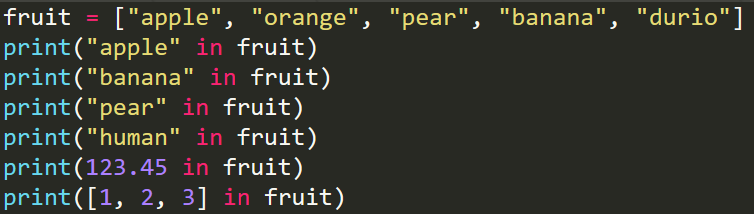 fruit = ["apple", "orange", "pear", "banana", "durio"]
print("apple" in fruit)
print("banana" in fruit)
print("pear" in fruit)
print("human" in fruit)
print(123.45 in fruit)
print([1, 2, 3] in fruit)